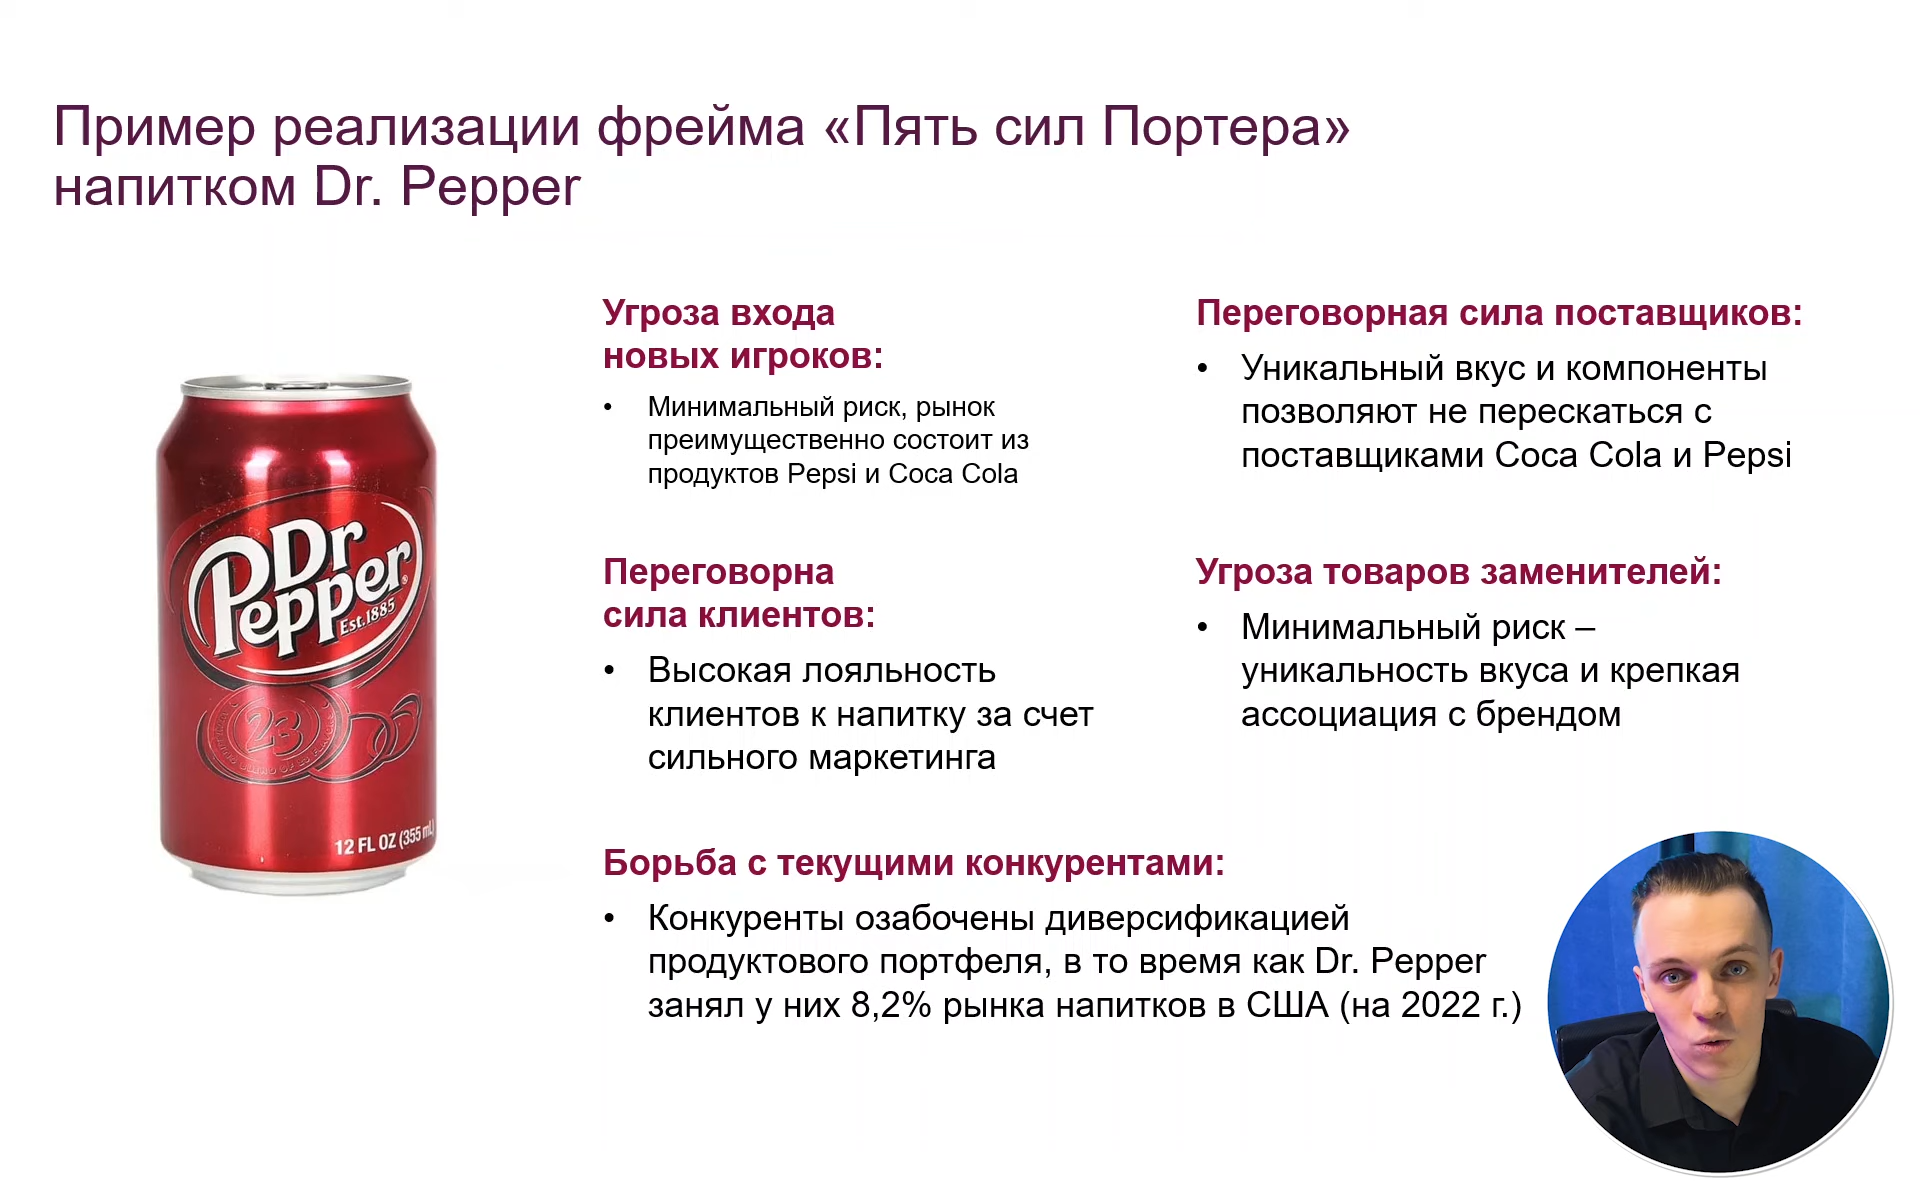 Пример реализации фрейма «Пять сил Портера»
напитком Dr. Pepper
Угроза входа
новых игроков:
• Минимальный риск, рынок
преимущественно состоит из
продуктов Pepsi и Coca Cola
Переговорная сила поставщиков:
• Уникальный вкус и компоненты
позволяют не перескаться с
поставщиками Coca Cola и Pepsi
Переговорна
сила клиентов:
• Высокая лояльность
клиентов к напитку за счет
сильного маркетинга
Угроза товаров заменителей:
• Минимальный риск –
уникальность вкуса и крепкая
ассоциация с брендом
Борьба с текущими конкурентами:
• Конкуренты озабочены диверсификацией
продуктового портфеля, в то время как Dr. Pepper
занял у них 8,2% рынка напитков в США (на 2022 г.)
Dr
Pepper
Est.1885
23
12 FL OZ (355 mL)